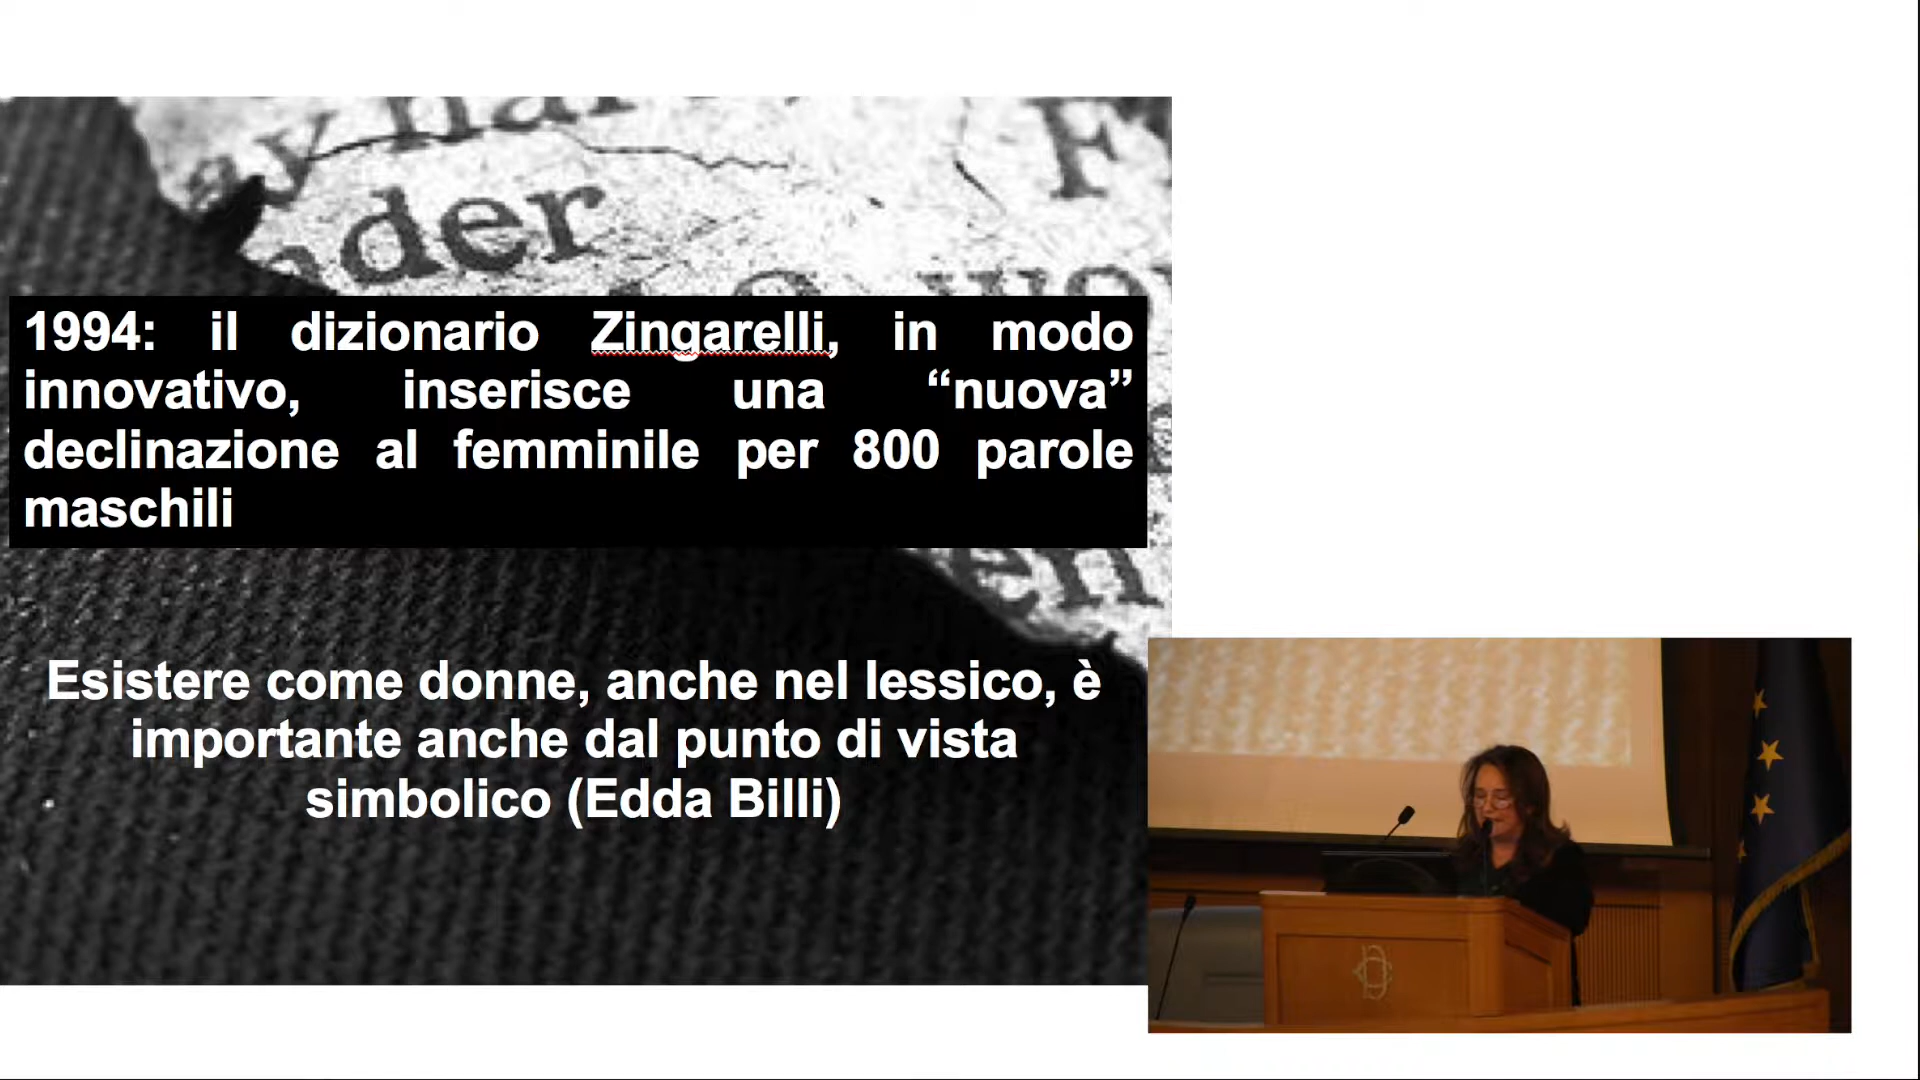 der
1994: il dizionario Zingarelli, in modo
innovativo, inserisce una “nuova”
declinazione al femminile per 800 parole
maschili
Esistere come donne, anche nel lessico, è
importante anche dal punto di vista
simbolico (Edda Billi)